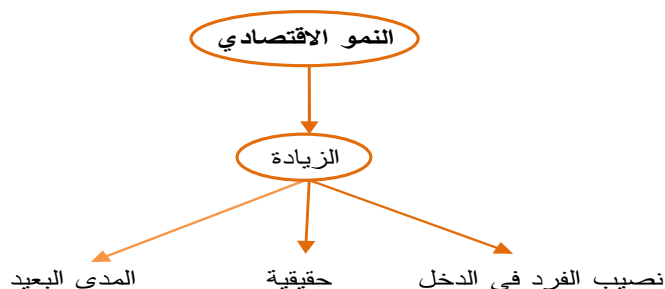 النمو الاقتصادي
الزيادة
نصيب الفرد في الدخل
حقيقية
المدى البعيد